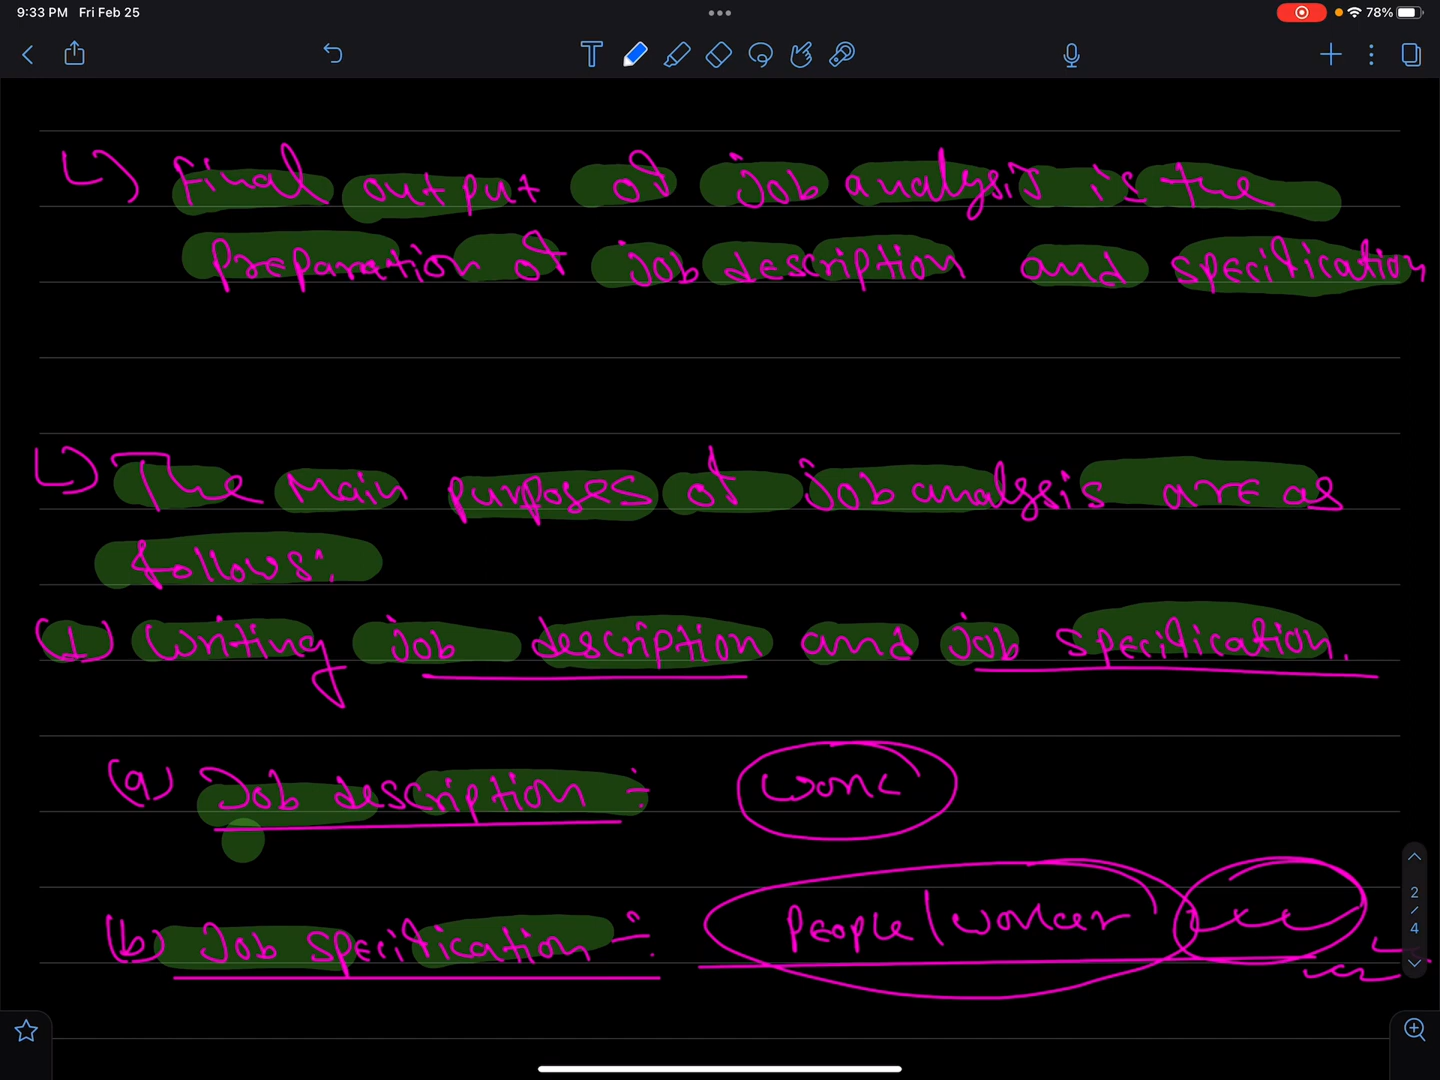 9:33 PM Fri Feb 25
78%
Final output of job analysis is the
preparation of job description and specification
The main purposes of job analysis are as
follows:
(1) Writing job description and job specification.
(a) Job description :- work
(b) Job specification :- People/worker
2
/
4